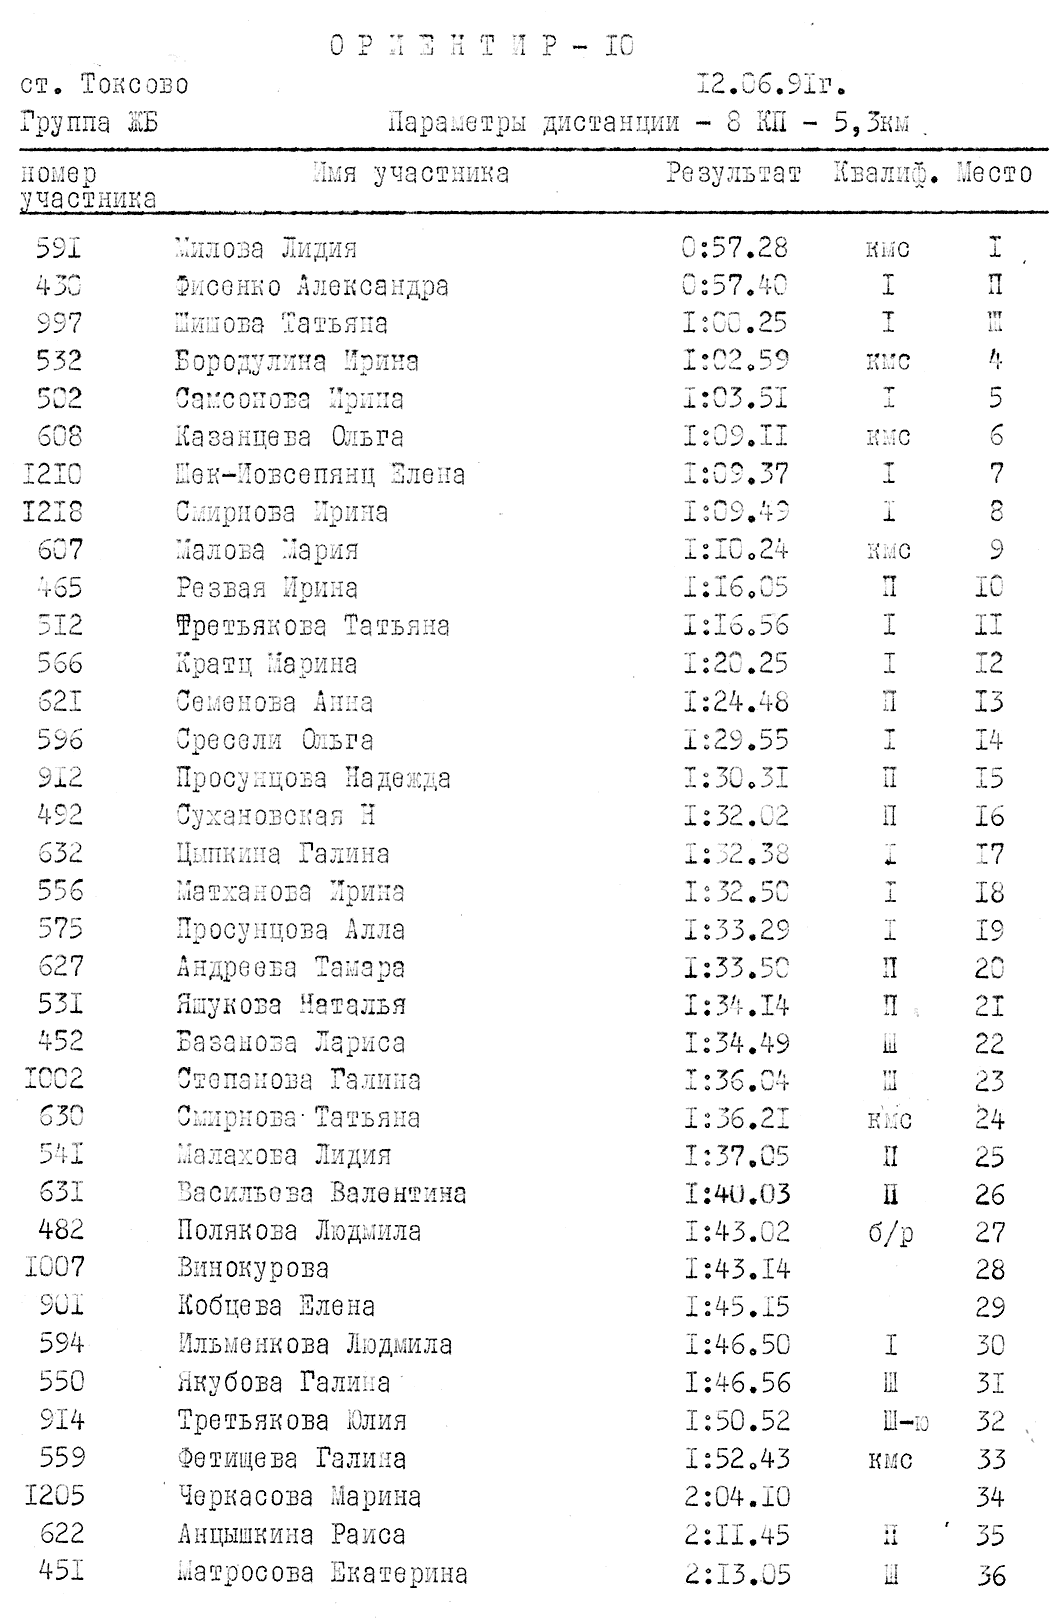 О Р И Е Н Т И Р - I0
ст. Токсово I2.06.9Iг.
Группа ЖБ Параметры дистанции - 8 КП - 5,3км
номер Имя участника Результат Квалиф. Место
участника
59I Милова Лидия 0:57.28 кмс I
430 Фисенко Александра 0:57.40 I П
997 Шишова Татьяна I:00.25 I Ш
532 Бородулина Ирина I:02.59 кмс 4
502 Самсонова Ирина I:03.5I I 5
608 Казанцева Ольга I:09.II кмс 6
I2I0 Шек-Иовсепянц Елена I:09.37 I 7
I2I8 Смирнова Ирина I:09.49 I 8
607 Малова Мария I:I0.24 кмс 9
465 Резвая Ирина I:I6.05 П I0
5I2 Третьякова Татьяна I:I6.56 I II
566 Кратц Марина I:20.25 I I2
62I Семенова Анна I:24.48 П I3
596 Сресели Ольга I:29.55 I I4
9I2 Просунцова Надежда I:30.3I П I5
492 Сухановская Н I:32.02 П I6
632 Цыпкина Галина I:32.38 I I7
556 Матханова Ирина I:32.50 I I8
575 Просунцова Алла I:33.29 I I9
627 Андреева Тамара I:33.50 П 20
53I Яшукова Наталья I:34.I4 П 2I
452 Базанова Лариса I:34.49 Ш 22
I002 Степанова Галина I:36.04 Ш 23
630 Смирнова Татьяна I:36.2I кмс 24
54I Малахова Лидия I:37.05 П 25
63I Васильева Валентина I:40.03 П 26
482 Полякова Людмила I:43.02 б/р 27
I007 Винокурова I:43.I4 28
90I Кобцева Елена I:45.I5 29
594 Ильменкова Людмила I:46.50 I 30
550 Якубова Галина I:46.56 Ш 3I
9I4 Третьякова Юлия I:50.52 Ш-ю 32
559 Фетищева Галина I:52.43 кмс 33
I205 Черкасова Марина 2:04.I0 34
622 Анцышкина Раиса 2:II.45 П 35
45I Матросова Екатерина 2:I3.05 Ш 36